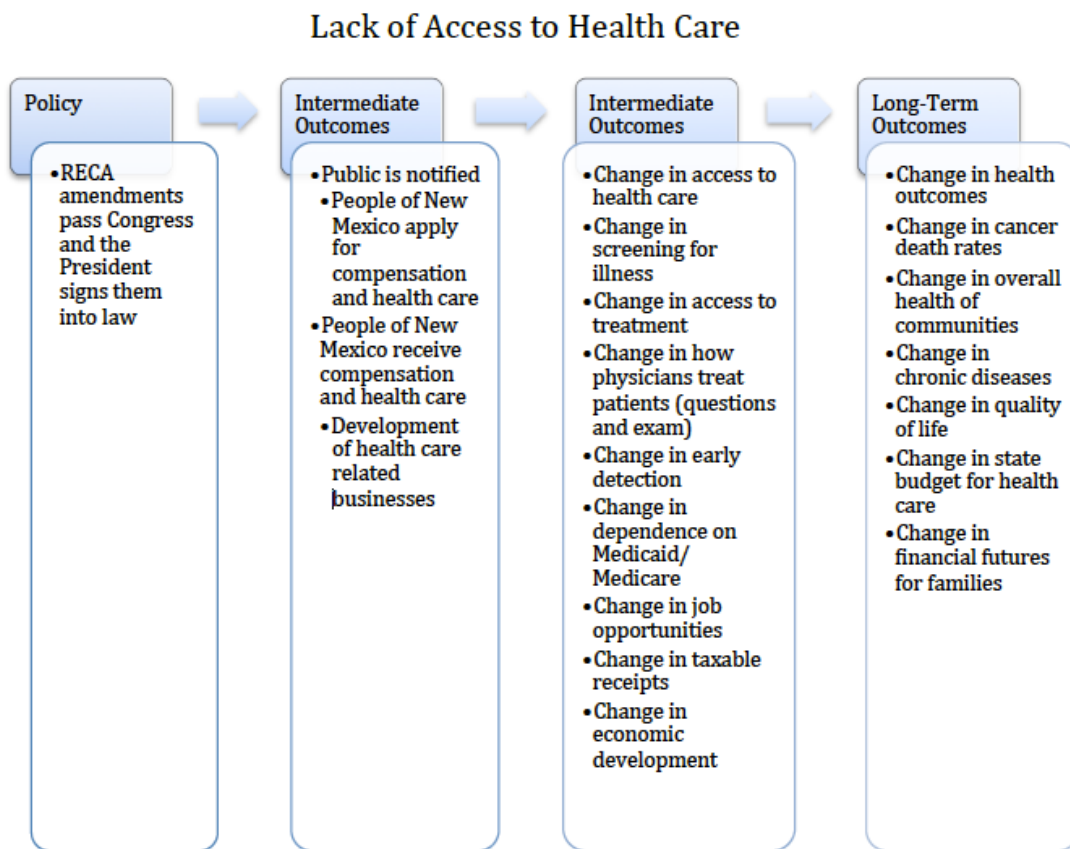 Lack of Access to Health Care
Policy
•RECA
amendments
pass Congress
and the
President
signs them
into law
Intermediate
Outcomes
•Public is notified
•People of New
Mexico apply
for
compensation
and health care
•People of New
Mexico receive
compensation
and health care
•Development
of health care
related
businesses
Intermediate
Outcomes
•Change in access to
health care
•Change in
screening for
illness
•Change in access to
treatment
•Change in how
physicians treat
patients (questions
and exam)
•Change in early
detection
•Change in
dependence on
Medicaid/
Medicare
•Change in job
opportunities
•Change in taxable
receipts
•Change in
economic
development
Long-Term
Outcomes
•Change in health
outcomes
•Change in cancer
death rates
•Change in overall
health of
communities
•Change in
chronic diseases
•Change in quality
of life
•Change in state
budget for health
care
•Change in
financial futures
for families